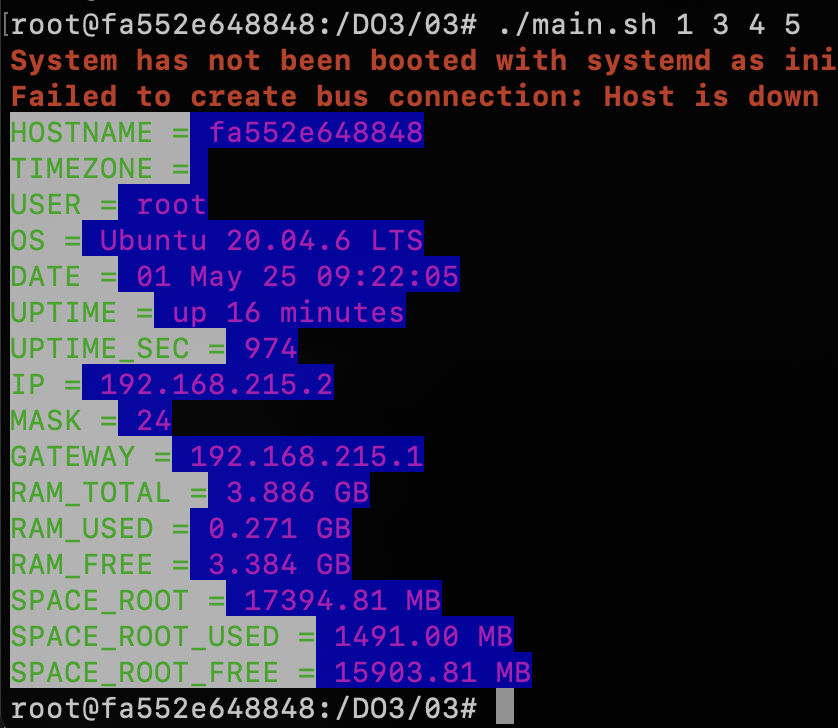 [root@fa552e648848:/DO3/03# ./main.sh 1 3 4 5
System has not been booted with systemd as ini
Failed to create bus connection: Host is down
HOSTNAME = fa552e648848
TIMEZONE =
USER = root
OS = Ubuntu 20.04.6 LTS
DATE = 01 May 25 09:22:05
UPTIME = up 16 minutes
UPTIME_SEC = 974
IP = 192.168.215.2
MASK = 24
GATEWAY = 192.168.215.1
RAM_TOTAL = 3.886 GB
RAM_USED = 0.271 GB
RAM_FREE = 3.384 GB
SPACE_ROOT = 17394.81 MB
SPACE_ROOT_USED = 1491.00 MB
SPACE_ROOT_FREE = 15903.81 MB
root@fa552e648848:/DO3/03#